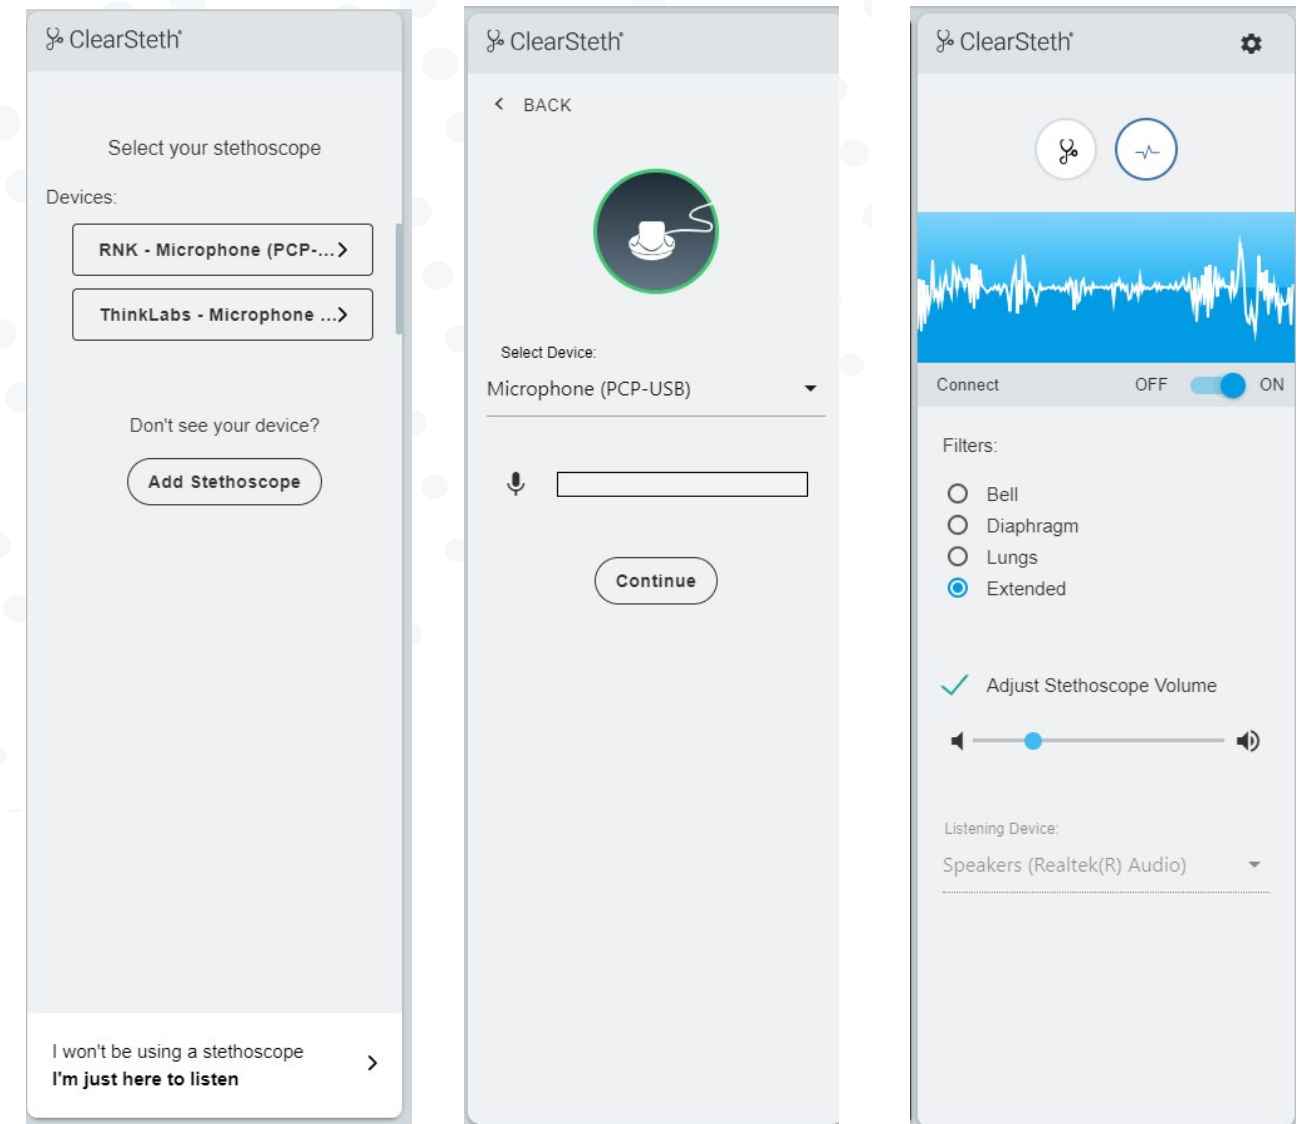 ClearSteth®
Select your stethoscope
Devices:
RNK - Microphone (PCP-...
ThinkLabs - Microphone ...
Don't see your device?
Add Stethoscope
I won't be using a stethoscope
I'm just here to listen
ClearSteth®
BACK
Select Device:
Microphone (PCP-USB)
Continue
ClearSteth®
Connect OFF ON
Filters:
Bell
Diaphragm
Lungs
Extended
Adjust Stethoscope Volume
Listening Device:
Speakers (Realtek(R) Audio)